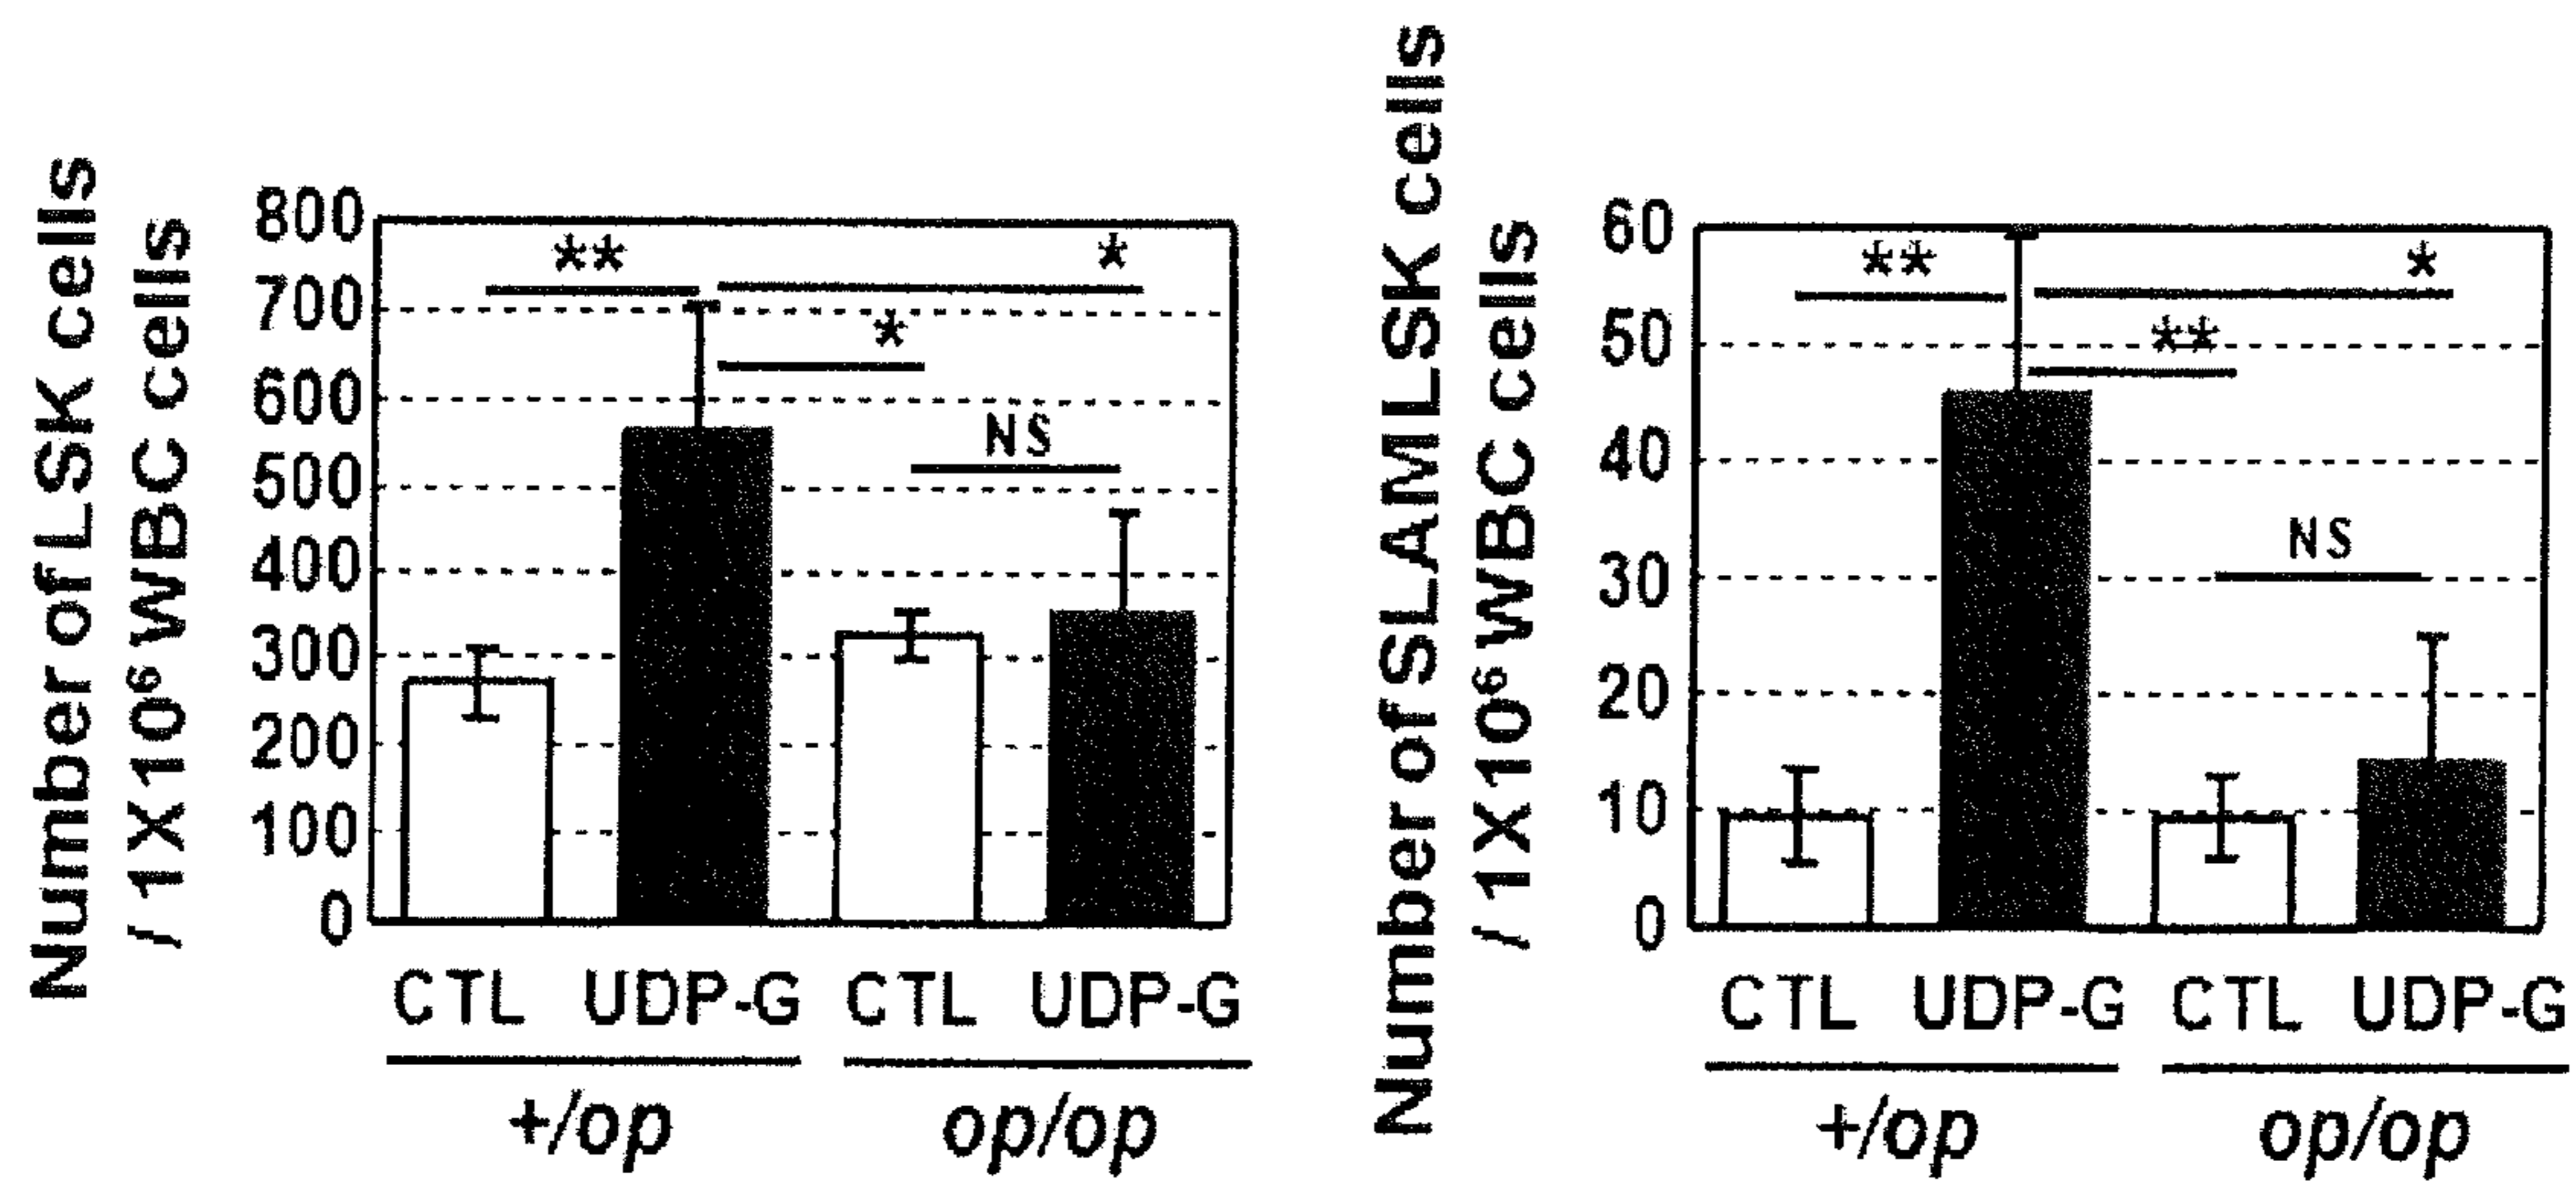 Number of LSK cells
/ 1X10⁶ WBC cells
800
700
600
500
400
300
200
100
0
**
*
*
NS
CTL UDP-G CTL UDP-G
+/op op/op
Number of SLAM LSK cells
/ 1X10⁶ WBC cells
60
50
40
30
20
10
0
**
*
**
NS
CTL UDP-G CTL UDP-G
+/op op/op